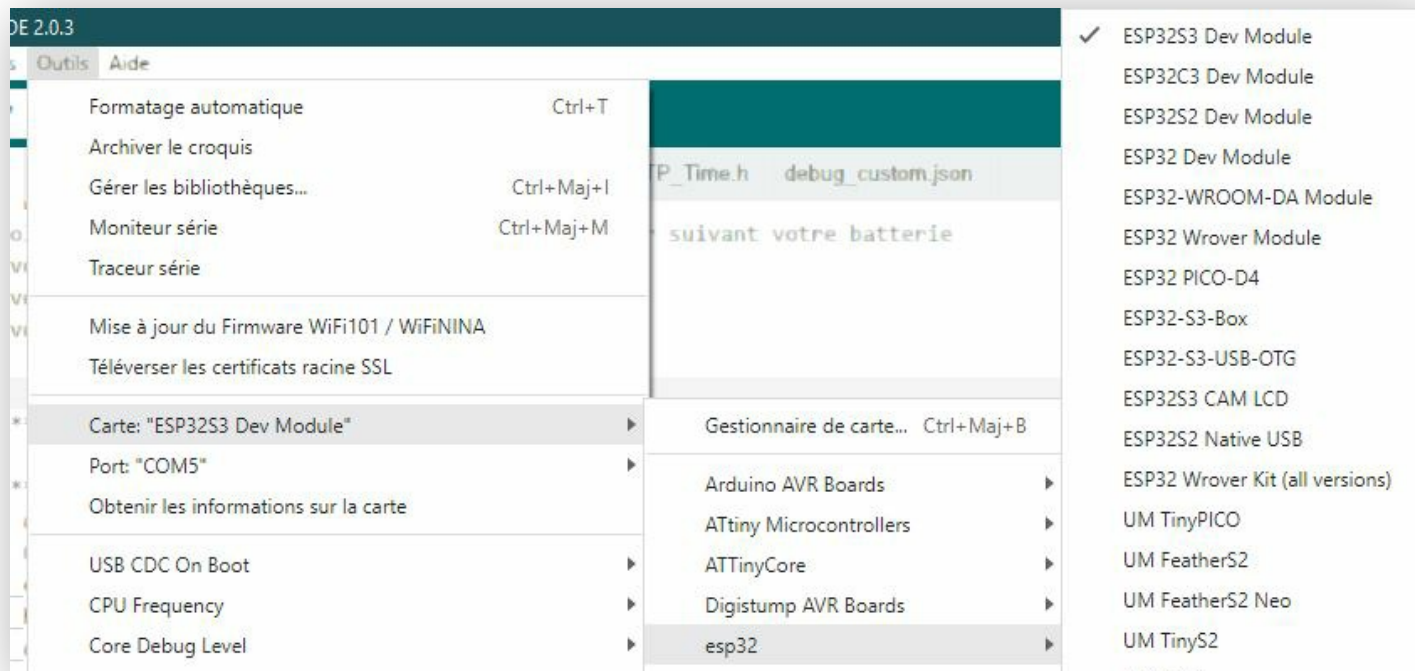 DE 2.0.3
Outils Aide
Formatage automatique Ctrl+T
Archiver le croquis
Gérer les bibliothèques... Ctrl+Maj+I
Moniteur série Ctrl+Maj+M
Traceur série
Mise à jour du Firmware WiFi101 / WiFiNINA
Téléverser les certificats racine SSL
Carte: "ESP32S3 Dev Module"
Port: "COM5"
Obtenir les informations sur la carte
USB CDC On Boot
CPU Frequency
Core Debug Level
TP_Time.h debug_custom.json
suivant votre batterie
Gestionnaire de carte... Ctrl+Maj+B
Arduino AVR Boards
ATtiny Microcontrollers
ATTinyCore
Digistump AVR Boards
esp32
✓ ESP32S3 Dev Module
ESP32C3 Dev Module
ESP32S2 Dev Module
ESP32 Dev Module
ESP32-WROOM-DA Module
ESP32 Wrover Module
ESP32 PICO-D4
ESP32-S3-Box
ESP32-S3-USB-OTG
ESP32S3 CAM LCD
ESP32S2 Native USB
ESP32 Wrover Kit (all versions)
UM TinyPICO
UM FeatherS2
UM FeatherS2 Neo
UM TinyS2